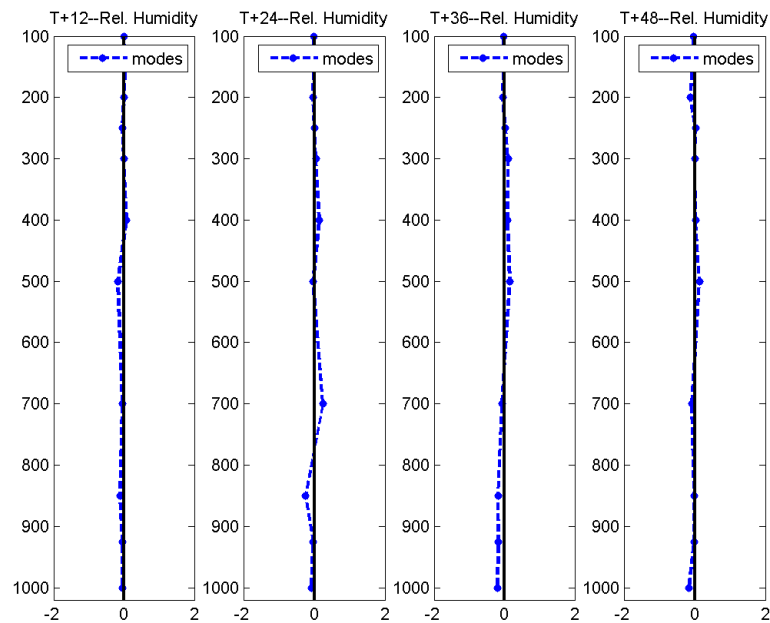 T+12--Rel. Humidity T+24--Rel. Humidity T+36--Rel. Humidity T+48--Rel. Humidity
100 100 100 100
modes modes modes modes
200 200 200 200
300 300 300 300
400 400 400 400
500 500 500 500
600 600 600 600
700 700 700 700
800 800 800 800
900 900 900 900
1000 1000 1000 1000
-2 0 2 -2 0 2 -2 0 2 -2 0 2